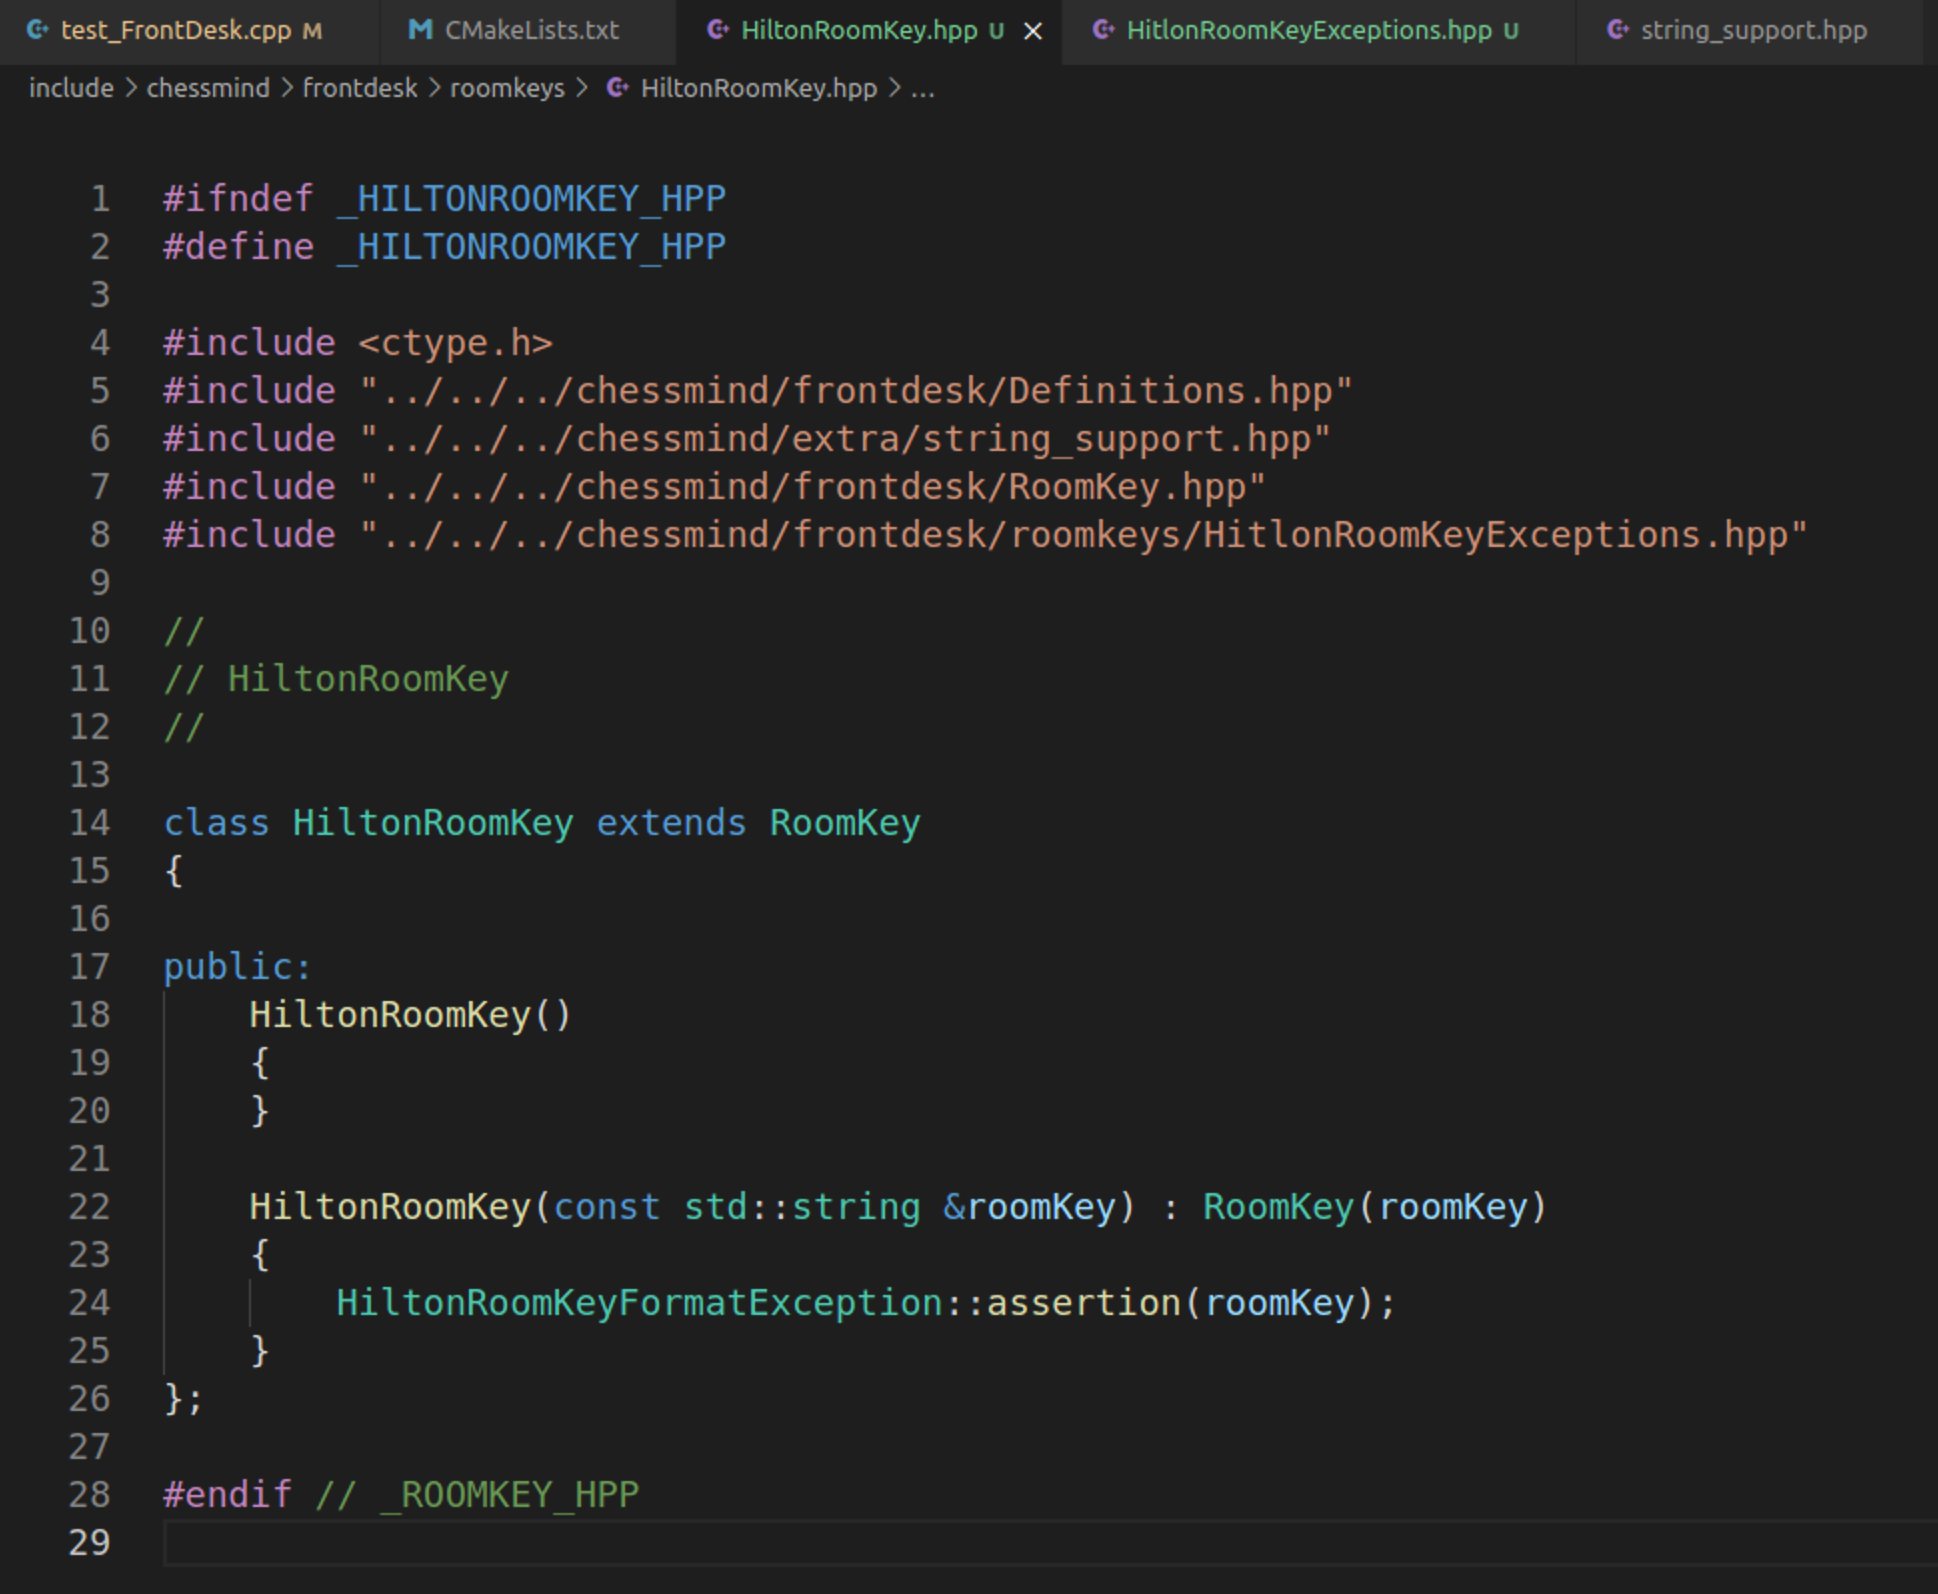 test_FrontDesk.cpp M CMakeLists.txt HiltonRoomKey.hpp U HitlonRoomKeyExceptions.hpp U string_support.hpp
include > chessmind > frontdesk > roomkeys > HiltonRoomKey.hpp > ...
1 #ifndef _HILTONROOMKEY_HPP
2 #define _HILTONROOMKEY_HPP
3
4 #include <ctype.h>
5 #include "../../../chessmind/frontdesk/Definitions.hpp"
6 #include "../../../chessmind/extra/string_support.hpp"
7 #include "../../../chessmind/frontdesk/RoomKey.hpp"
8 #include "../../../chessmind/frontdesk/roomkeys/HitlonRoomKeyExceptions.hpp"
9
10 //
11 // HiltonRoomKey
12 //
13
14 class HiltonRoomKey extends RoomKey
15 {
16
17 public:
18     HiltonRoomKey()
19     {
20     }
21
22     HiltonRoomKey(const std::string &roomKey) : RoomKey(roomKey)
23     {
24         HiltonRoomKeyFormatException::assertion(roomKey);
25     }
26 };
27
28 #endif // _ROOMKEY_HPP
29